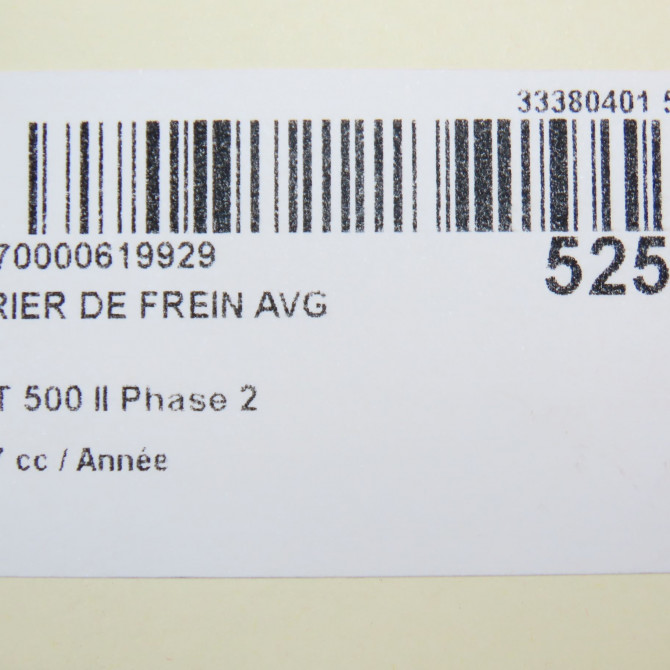 33380401 5
70000619929
525
RIER DE FREIN AVG
T 500 II Phase 2
7 cc / Année